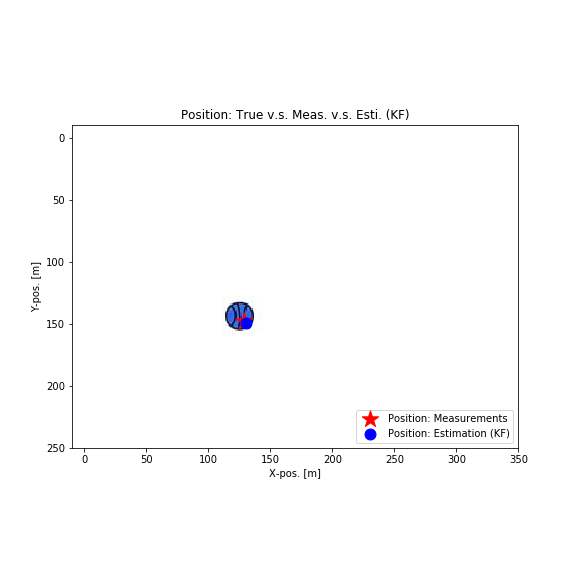 Position: True v.s. Meas. v.s. Esti. (KF)
Y-pos. [m]
0
50
100
150
200
250
0 50 100 150 200 250 300 350
X-pos. [m]
Position: Measurements
Position: Estimation (KF)